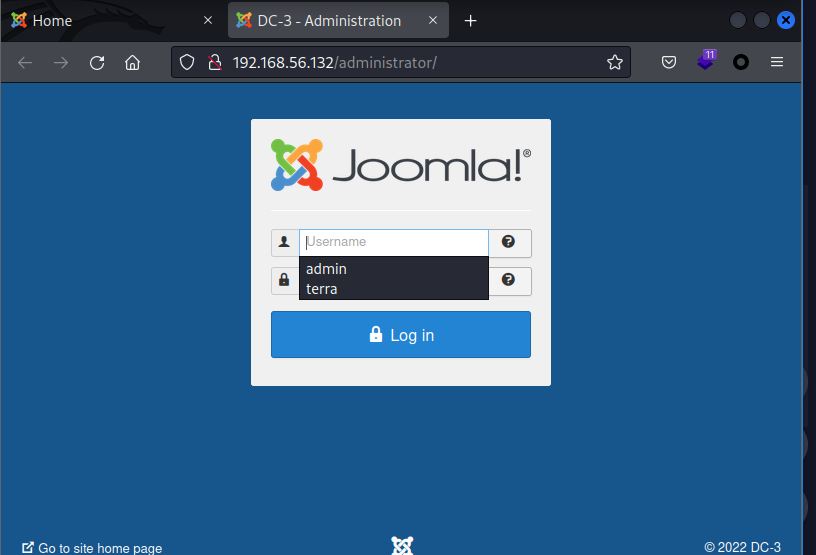 Home
DC-3 - Administration
192.168.56.132/administrator/
11
Joomla!®
Username
admin
terra
Log in
Go to site home page
© 2022 DC-3